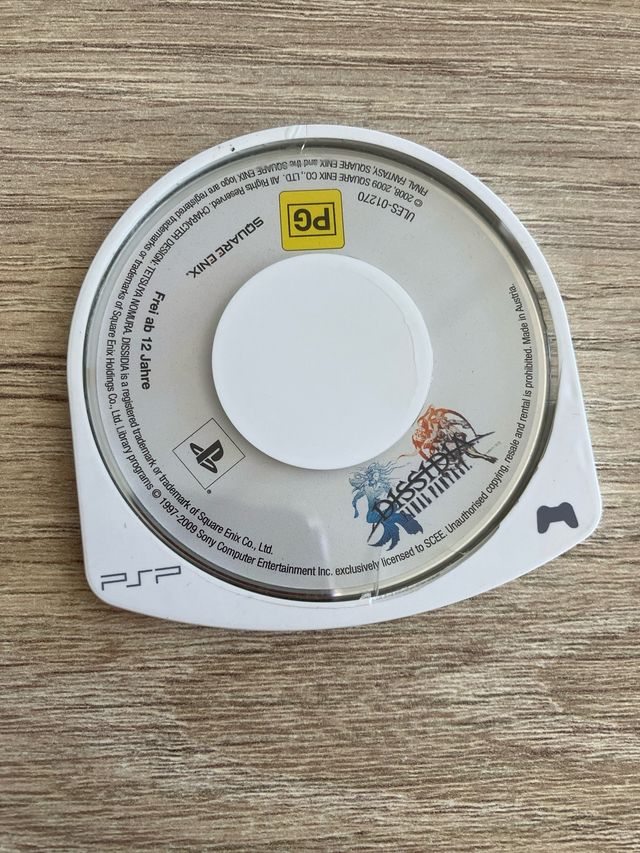 © 2008, 2009 SQUARE ENIX CO., LTD. All Rights Reserved. CHARACTER DESIGN: TETSUYA NOMURA. DISSIDIA is a registered trademark or trademark of Square Enix Co., Ltd.
FINAL FANTASY, SQUARE ENIX and the SQUARE ENIX logo are registered trademarks or trademarks of Square Enix Holdings Co., Ltd. Library programs © 1997-2009 Sony Computer Entertainment Inc. exclusively licensed to SCEE. Unauthorised copying, resale and rental is prohibited. Made in Austria.
ULES-01270
PG
SQUARE ENIX.
Frei ab 12 Jahre
DISSIDIA
FINAL FANTASY
PSP